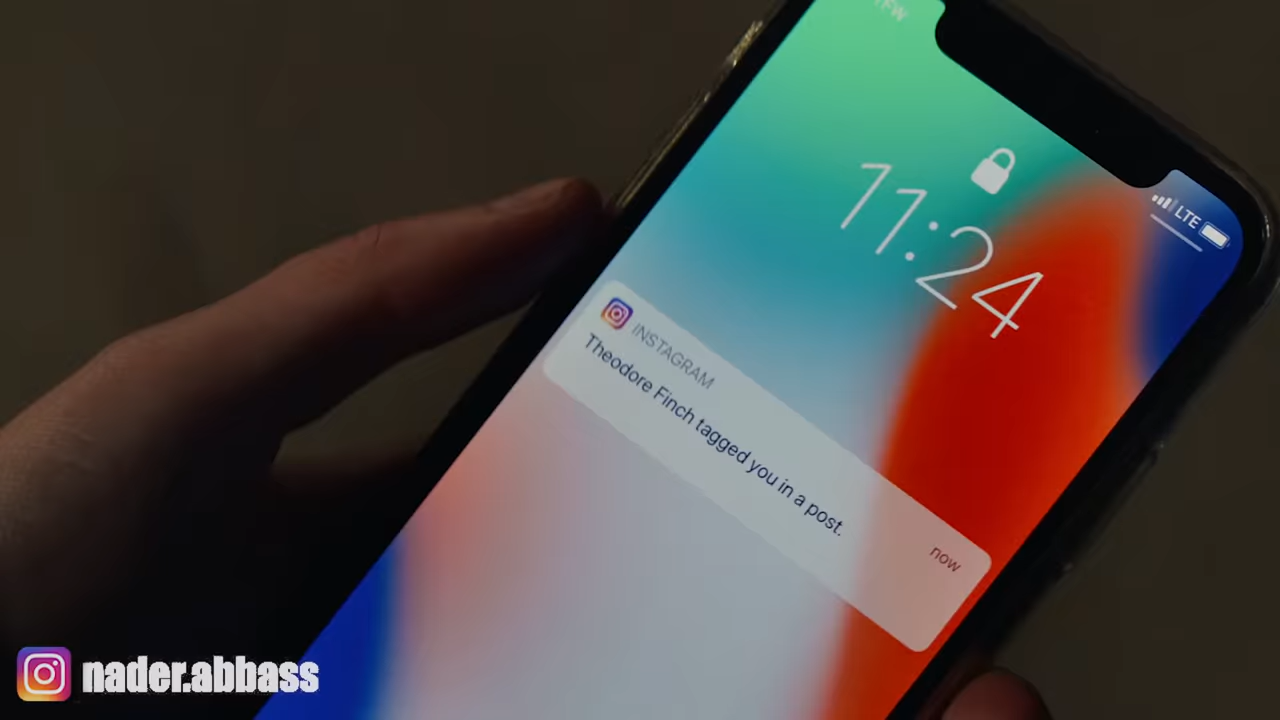 11:24
LTE
INSTAGRAM
Theodore Finch tagged you in a post.
now
nader.abbass